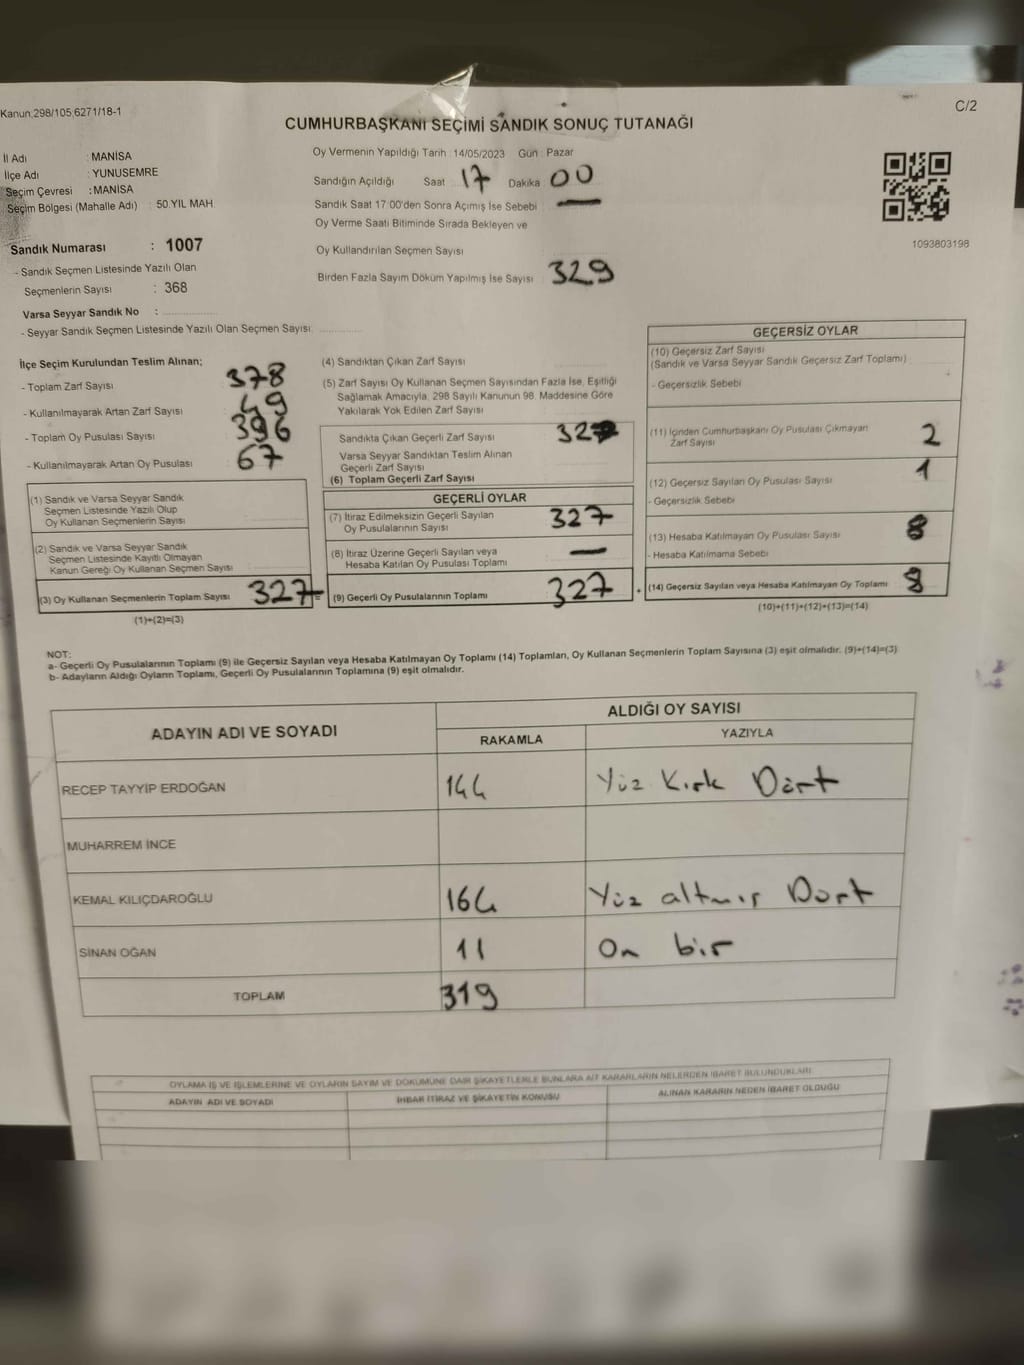 Kanun;298/105;6271/18-1
C/2
CUMHURBAŞKANI SEÇİMİ SANDIK SONUÇ TUTANAĞI
İl Adı : MANİSA
İlçe Adı : YUNUSEMRE
Seçim Çevresi : MANİSA
Seçim Bölgesi (Mahalle Adı) : 50.YIL MAH
Sandık Numarası : 1007
- Sandık Seçmen Listesinde Yazılı Olan
Seçmenlerin Sayısı : 368
Varsa Seyyar Sandık No :
- Seyyar Sandık Seçmen Listesinde Yazılı Olan Seçmen Sayısı:
Oy Vermenin Yapıldığı Tarih : 14/05/2023 Gün : Pazar
Sandığın Açıldığı Saat : 17 Dakika : 00
Sandık Saat 17:00'den Sonra Açımış İse Sebebi : —
Oy Verme Saati Bitiminde Sırada Bekleyen ve
Oy Kullandırılan Seçmen Sayısı
Birden Fazla Sayım Döküm Yapılmış İse Sayısı : 329
1093803198
İlçe Seçim Kurulundan Teslim Alınan;
- Toplam Zarf Sayısı 378
- Kullanılmayarak Artan Zarf Sayısı 49
- Toplam Oy Pusulası Sayısı 396
- Kullanılmayarak Artan Oy Pusulası 67
(1) Sandık ve Varsa Seyyar Sandık
Seçmen Listesinde Yazılı Olup
Oy Kullanan Seçmenlerin Sayısı
(2) Sandık ve Varsa Seyyar Sandık
Seçmen Listesinde Kayıtlı Olmayan
Kanun Gereği Oy Kullanan Seçmen Sayısı
(3) Oy Kullanan Seçmenlerin Toplam Sayısı 327
(1)+(2)=(3)
(4) Sandıktan Çıkan Zarf Sayısı
(5) Zarf Sayısı Oy Kullanan Seçmen Sayısından Fazla İse, Eşitliği
Sağlamak Amacıyla, 298 Sayılı Kanunun 98. Maddesine Göre
Yakılarak Yok Edilen Zarf Sayısı
Sandıkta Çıkan Geçerli Zarf Sayısı
Varsa Seyyar Sandıktan Teslim Alınan
Geçerli Zarf Sayısı
(6) Toplam Geçerli Zarf Sayısı
GEÇERLİ OYLAR
(7) İtiraz Edilmeksizin Geçerli Sayılan
Oy Pusulalarının Sayısı 327
(8) İtiraz Üzerine Geçerli Sayılan veya
Hesaba Katılan Oy Pusulası Toplamı —
= (9) Geçerli Oy Pusulalarının Toplamı 327
GEÇERSİZ OYLAR
(10) Geçersiz Zarf Sayısı
(Sandık ve Varsa Seyyar Sandık Geçersiz Zarf Toplamı)
- Geçersizlik Sebebi
(11) İçinden Cumhurbaşkanı Oy Pusulası Çıkmayan
Zarf Sayısı 2
(12) Geçersiz Sayılan Oy Pusulası Sayısı 1
- Geçersizlik Sebebi
(13) Hesaba Katılmayan Oy Pusulası Sayısı 8
- Hesaba Katılmama Sebebi
+ (14) Geçersiz Sayılan veya Hesaba Katılmayan Oy Toplamı 8
(10)+(11)+(12)+(13)=(14)
NOT:
a- Geçerli Oy Pusulalarının Toplamı (9) ile Geçersiz Sayılan veya Hesaba Katılmayan Oy Toplamı (14) Toplamları, Oy Kullanan Seçmenlerin Toplam Sayısına (3) eşit olmalıdır. (9)+(14)=(3)
b- Adayların Aldığı Oyların Toplamı, Geçerli Oy Pusulalarının Toplamına (9) eşit olmalıdır.
ADAYIN ADI VE SOYADI
ALDIĞI OY SAYISI
RAKAMLA YAZIYLA
RECEP TAYYİP ERDOĞAN 144 Yüz Kırk Dört
MUHARREM İNCE
KEMAL KILIÇDAROĞLU 164 Yüz altmış Dört
SİNAN OĞAN 11 On bir
TOPLAM 319
OYLAMA İŞ VE İŞLEMLERİNE VE OYLARIN SAYIM VE DÖKÜMÜNE DAİR ŞİKAYETLERLE BUNLARA AİT KARARLARIN NELERDEN İBARET BULUNDUKLARI
ADAYIN ADI VE SOYADI İHBAR İTİRAZ VE ŞİKAYETİN KONUSU ALINAN KARARIN NEDEN İBARET OLDUĞU